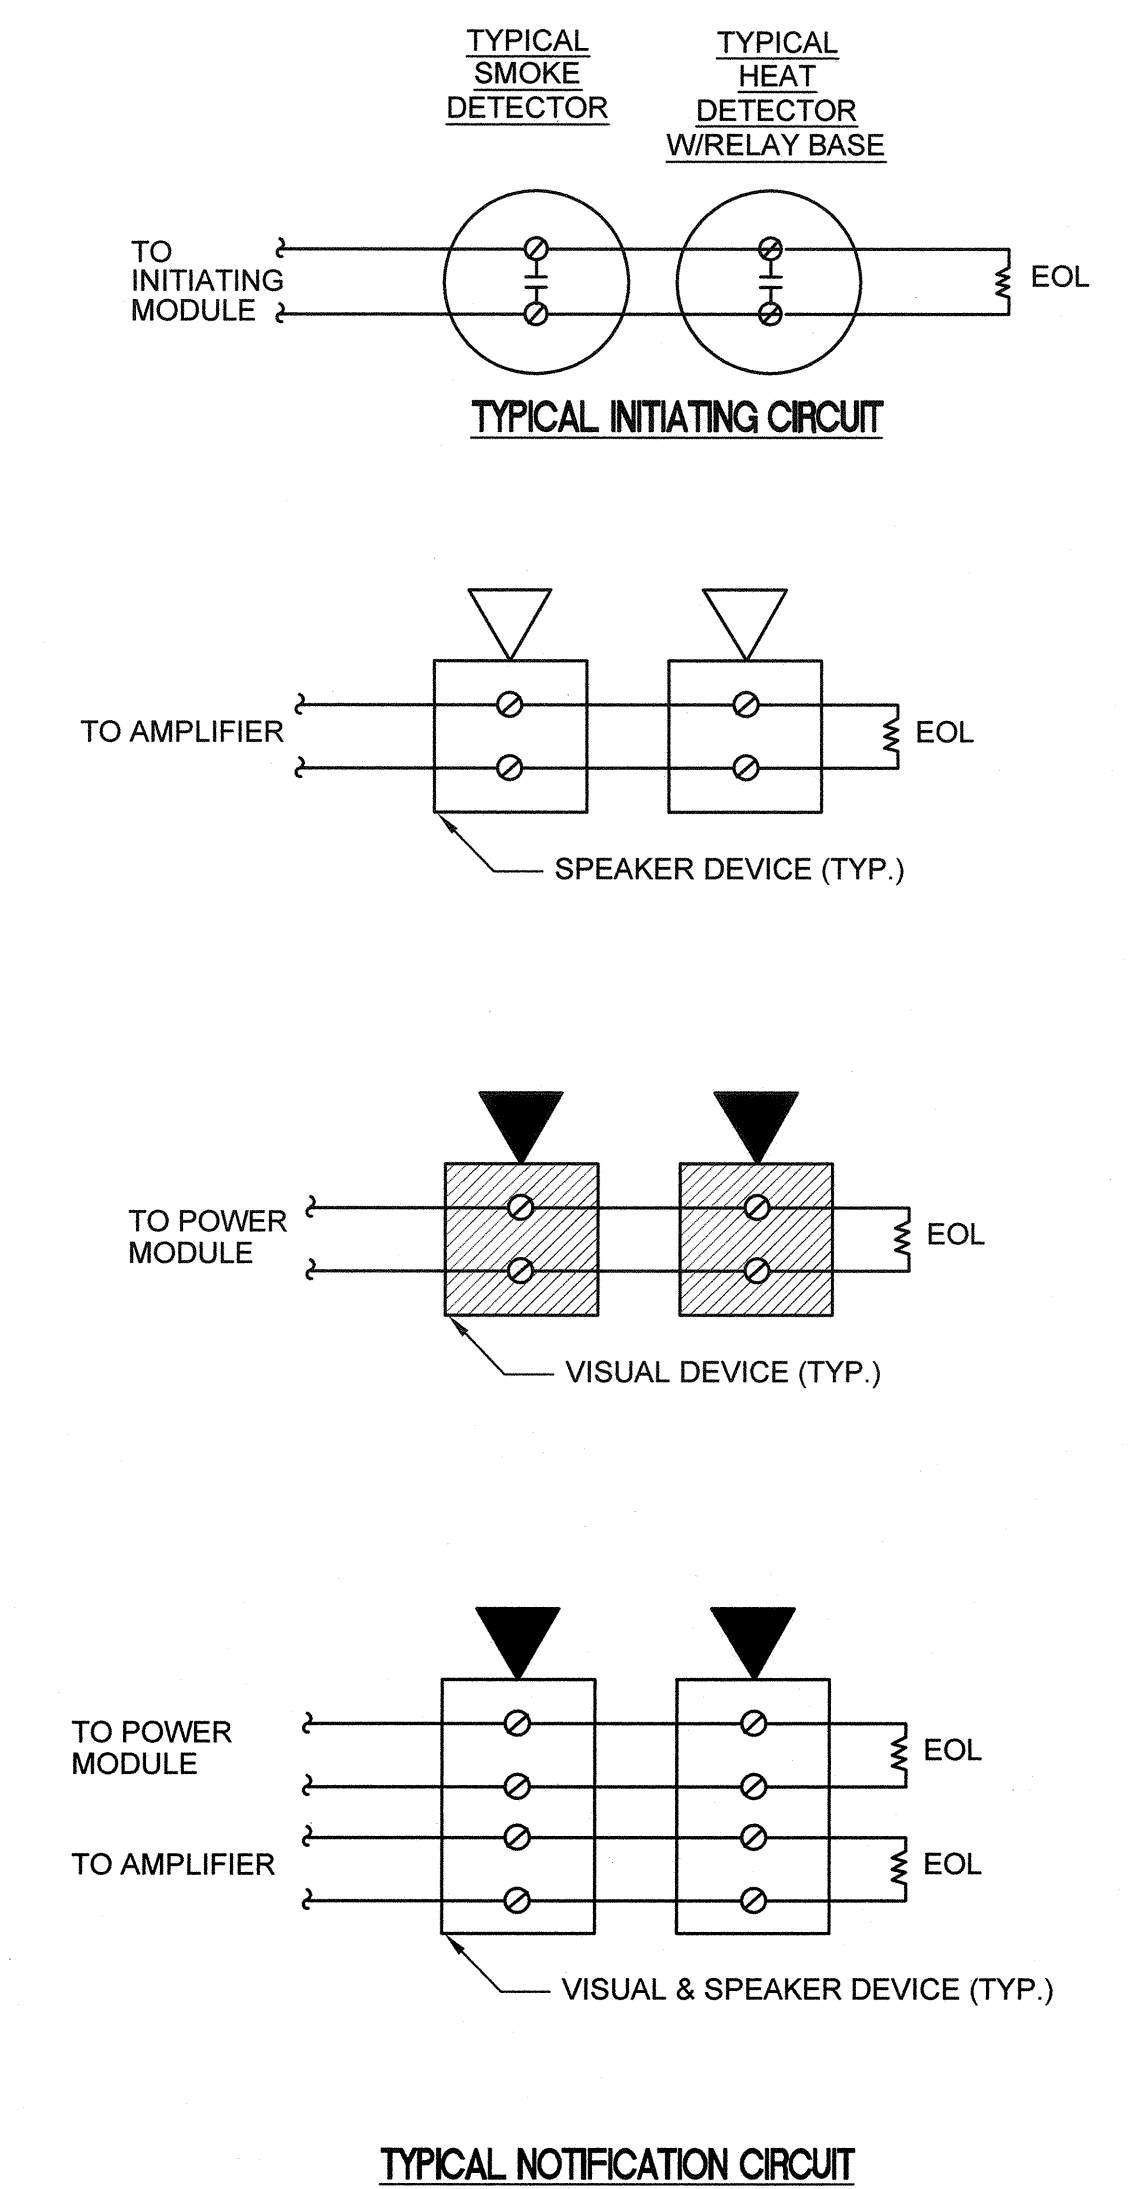 TYPICAL
SMOKE
DETECTOR
TYPICAL
HEAT
DETECTOR
W/RELAY BASE
TO
INITIATING
MODULE
EOL
TYPICAL INITIATING CIRCUIT
TO AMPLIFIER
EOL
SPEAKER DEVICE (TYP.)
TO POWER
MODULE
EOL
VISUAL DEVICE (TYP.)
TO POWER
MODULE
EOL
TO AMPLIFIER
EOL
VISUAL & SPEAKER DEVICE (TYP.)
TYPICAL NOTIFICATION CIRCUIT